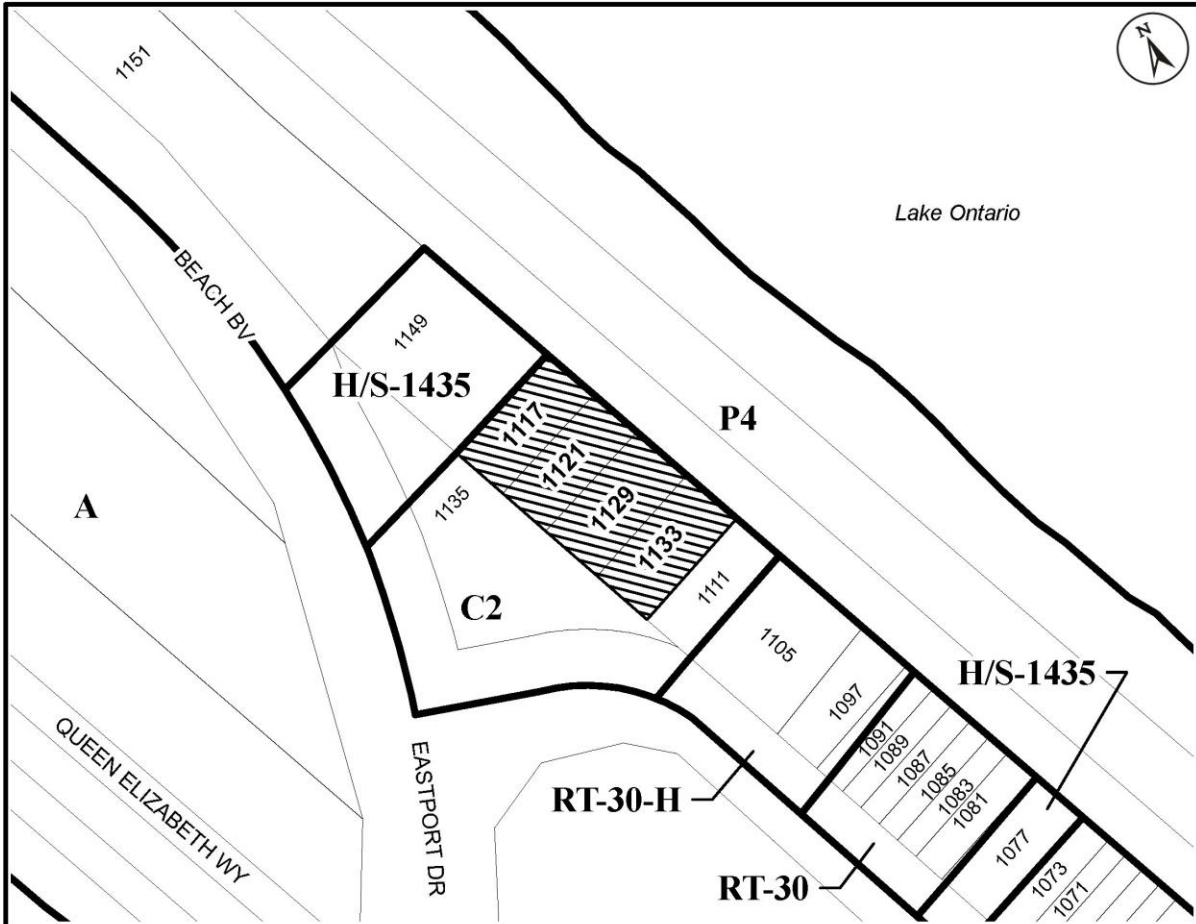 N
1151
Lake Ontario
BEACH BV
1149
H/S-1435
P4
1117
1121
1129
1133
1135
A
C2
1111
1105
1097
H/S-1435
1091
1089
1087
1085
1083
1081
QUEEN ELIZABETH WY
EASTPORT DR
RT-30-H
RT-30
1077
1073
1071